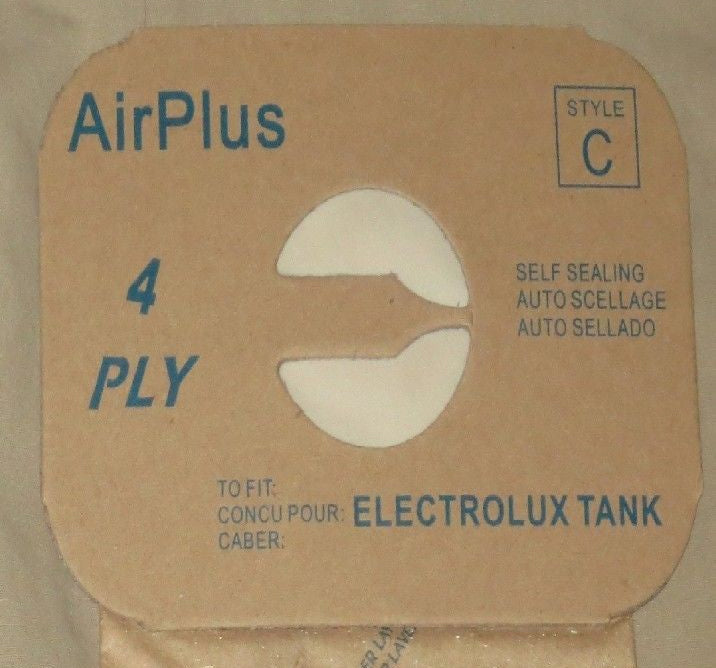 AirPlus
STYLE
C
4
PLY
SELF SEALING
AUTO SCELLAGE
AUTO SELLADO
TO FIT:
CONCU POUR: ELECTROLUX TANK
CABER: